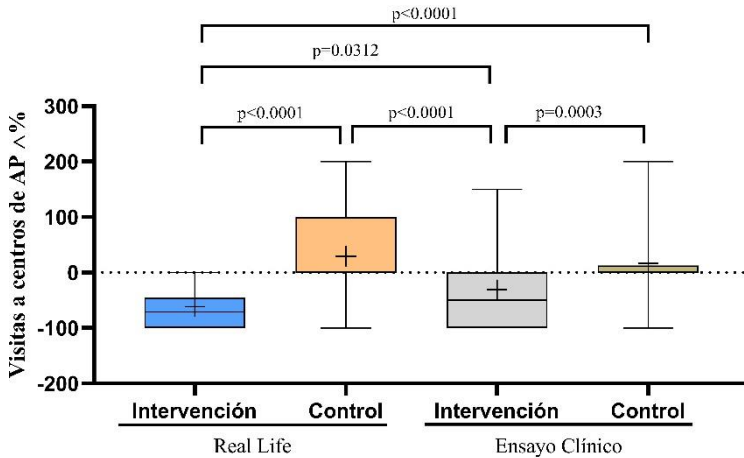 p<0.0001
p=0.0312
p<0.0001 p<0.0001 p=0.0003
Visitas a centros de AP ^%
300
200
100
0
-100
-200
Intervención Control Intervención Control
Real Life Ensayo Clínico